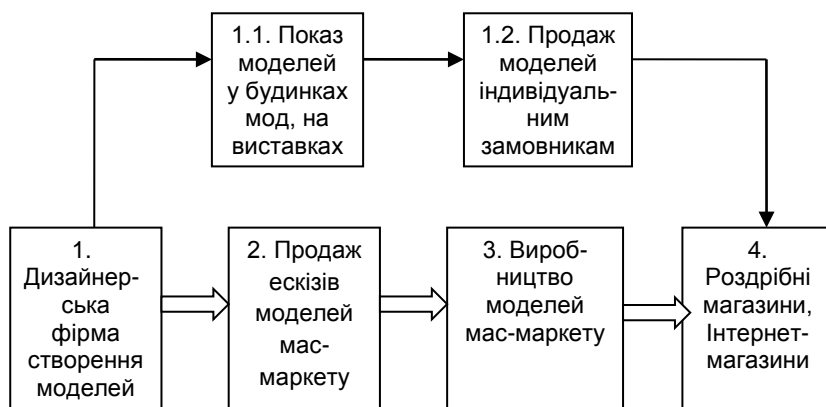 1.1. Показ
моделей
у будинках
мод, на
виставках
1.2. Продаж
моделей
індивідуаль-
ним
замовникам
1.
Дизайнер-
ська
фірма
створення
моделей
2. Продаж
ескізів
моделей
мас-
маркету
3. Вироб-
ництво
моделей
мас-маркету
4.
Роздрібні
магазини,
Інтернет-
магазини